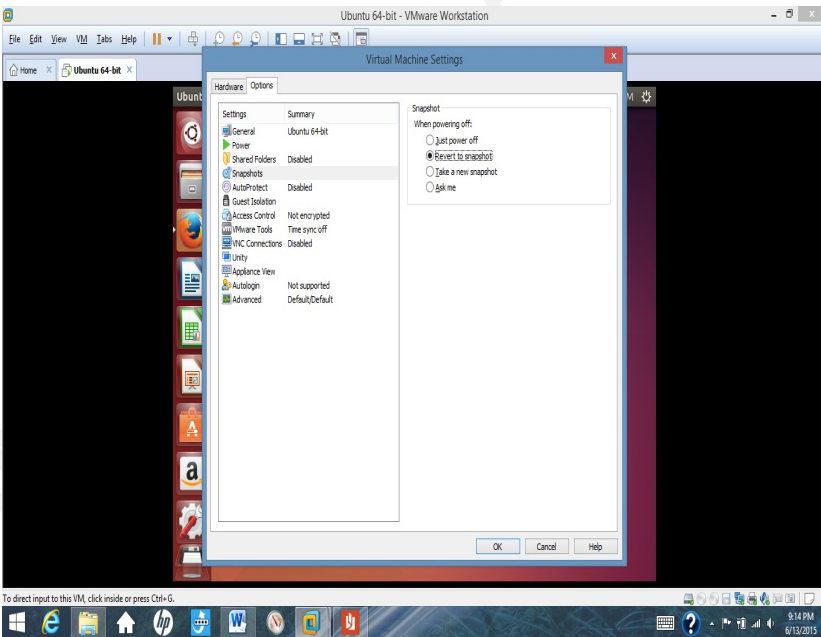 Ubuntu 64-bit - VMware Workstation
File Edit View VM Tabs Help
Home Ubuntu 64-bit
Virtual Machine Settings
Hardware Options
Settings Summary
General Ubuntu 64-bit
Power
Shared Folders Disabled
Snapshots
AutoProtect Disabled
Guest Isolation
Access Control Not encrypted
VMware Tools Time sync off
VNC Connections Disabled
Unity
Appliance View
Autologin Not supported
Advanced Default/Default
Snapshot
When powering off:
Just power off
Revert to snapshot
Take a new snapshot
Ask me
OK Cancel Help
Ubunt
M
To direct input to this VM, click inside or press Ctrl+G.
9:14 PM
6/13/2015